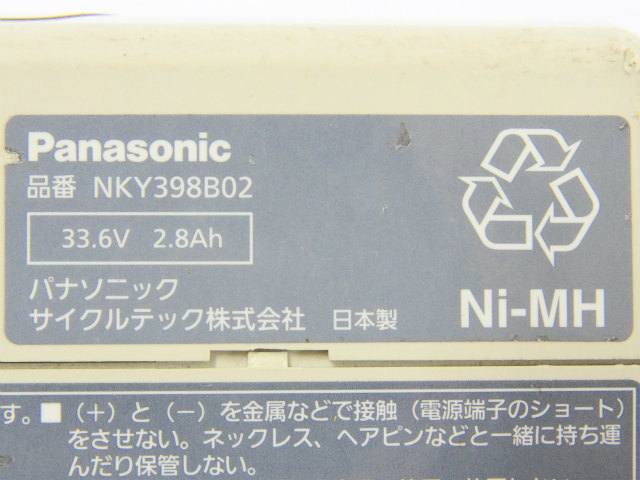 Panasonic
品番 NKY398B02
33.6V 2.8Ah
パナソニック
サイクルテック株式会社 日本製
Ni-MH
す。■(+)と(−)を金属などで接触(電源端子のショート)
をさせない。ネックレス、ヘアピンなどと一緒に持ち運
んだり保管しない。